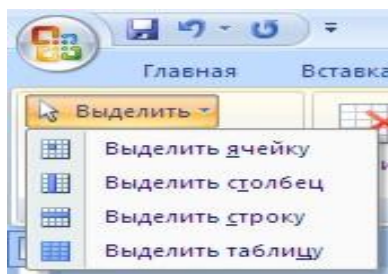 Главная Вставка
Выделить
Выделить ячейку
Выделить столбец
Выделить строку
Выделить таблицу